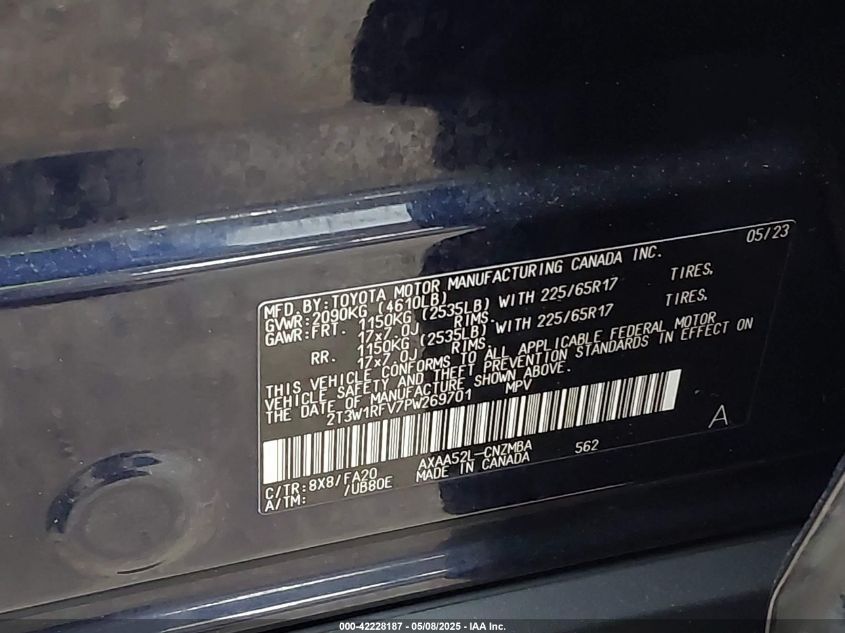 05/23
MFD. BY: TOYOTA MOTOR MANUFACTURING CANADA INC.
GVWR: 2090KG (4610LB)
GAWR: FRT. 1150KG (2535LB) WITH 225/65R17 TIRES,
17x7.0J RIMS.
RR. 1150KG (2535LB) WITH 225/65R17 TIRES,
17x7.0J RIMS.
THIS VEHICLE CONFORMS TO ALL APPLICABLE FEDERAL MOTOR
VEHICLE SAFETY AND THEFT PREVENTION STANDARDS IN EFFECT ON
THE DATE OF MANUFACTURE SHOWN ABOVE.
2T3W1RFV7PW269701 MPV
A
C/TR: 8X8/FA20 AXAA52L-CNZMBA 562
A/TM: /UB80E MADE IN CANADA
000-42228187 - 05/08/2025 - IAA Inc.